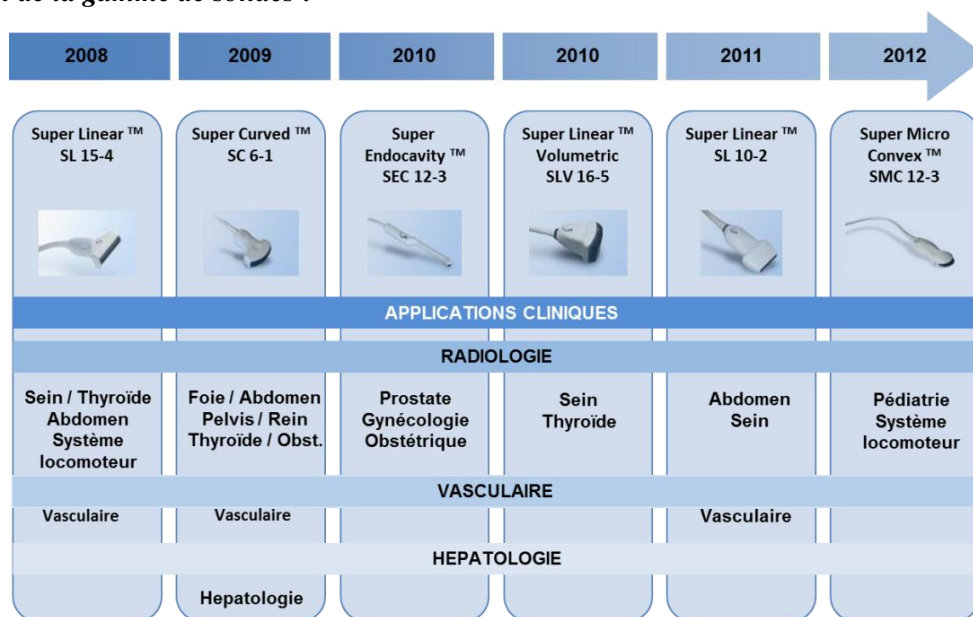 de la gamme de sondes :
2008 2009 2010 2010 2011 2012
Super Linear ™
SL 15-4
Super Curved ™
SC 6-1
Super
Endocavity ™
SEC 12-3
Super Linear ™
Volumetric
SLV 16-5
Super Linear ™
SL 10-2
Super Micro
Convex ™
SMC 12-3
APPLICATIONS CLINIQUES
RADIOLOGIE
Sein / Thyroïde
Abdomen
Système
locomoteur
Foie / Abdomen
Pelvis / Rein
Thyroïde / Obst.
Prostate
Gynécologie
Obstétrique
Sein
Thyroïde
Abdomen
Sein
Pédiatrie
Système
locomoteur
VASCULAIRE
Vasculaire
Vasculaire
Vasculaire
HEPATOLOGIE
Hepatologie